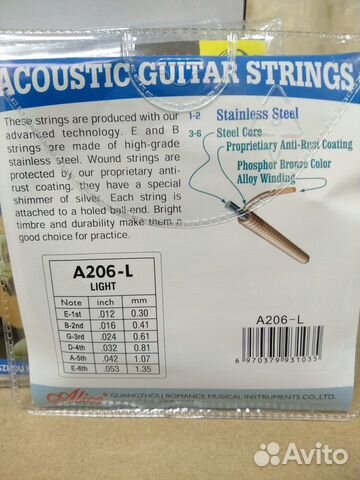 ACOUSTIC GUITAR STRINGS
These strings are produced with our
advanced technology. E and B
strings are made of high-grade
stainless steel. Wound strings are
protected by our proprietary anti-
rust coating. they have a special
shimmer of silver. Each string is
attached to a holed ball-end. Bright
timbre and durability make them a
good choice for practice.
1-2 Stainless Steel
3-6 Steel Core
Proprietary Anti-Rust Coating
Phosphor Bronze Color
Alloy Winding
A206-L
LIGHT
Note inch mm
E-1st .012 0.30
B-2nd .016 0.41
G-3rd .024 0.61
D-4th .032 0.81
A-5th .042 1.07
E-6th .053 1.35
A206-L
6 970379 931035
Alice
GUANGZHOU ROMANCE MUSICAL INSTRUMENTS CO.,LTD.
Avito